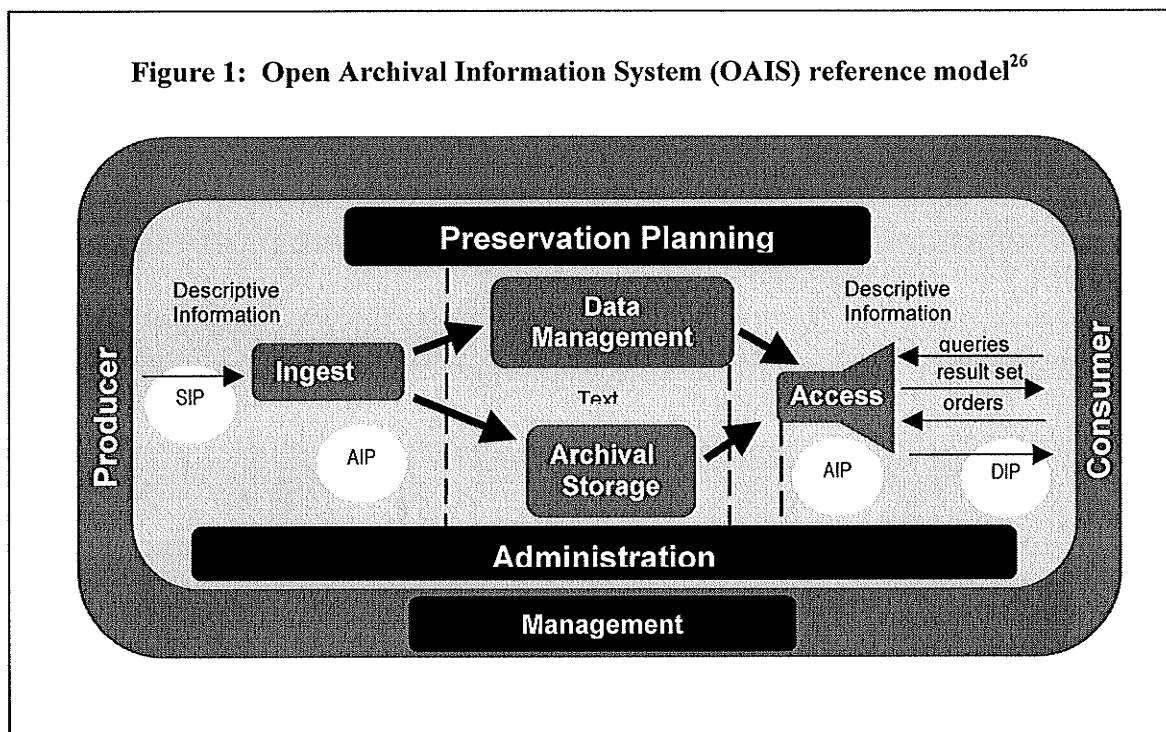 Figure 1: Open Archival Information System (OAIS) reference model26
Preservation Planning
Producer
Descriptive
Information
SIP
Ingest
AIP
Data
Management
Text
Archival
Storage
Descriptive
Information
Access
queries
result set
orders
AIP
DIP
Consumer
Administration
Management